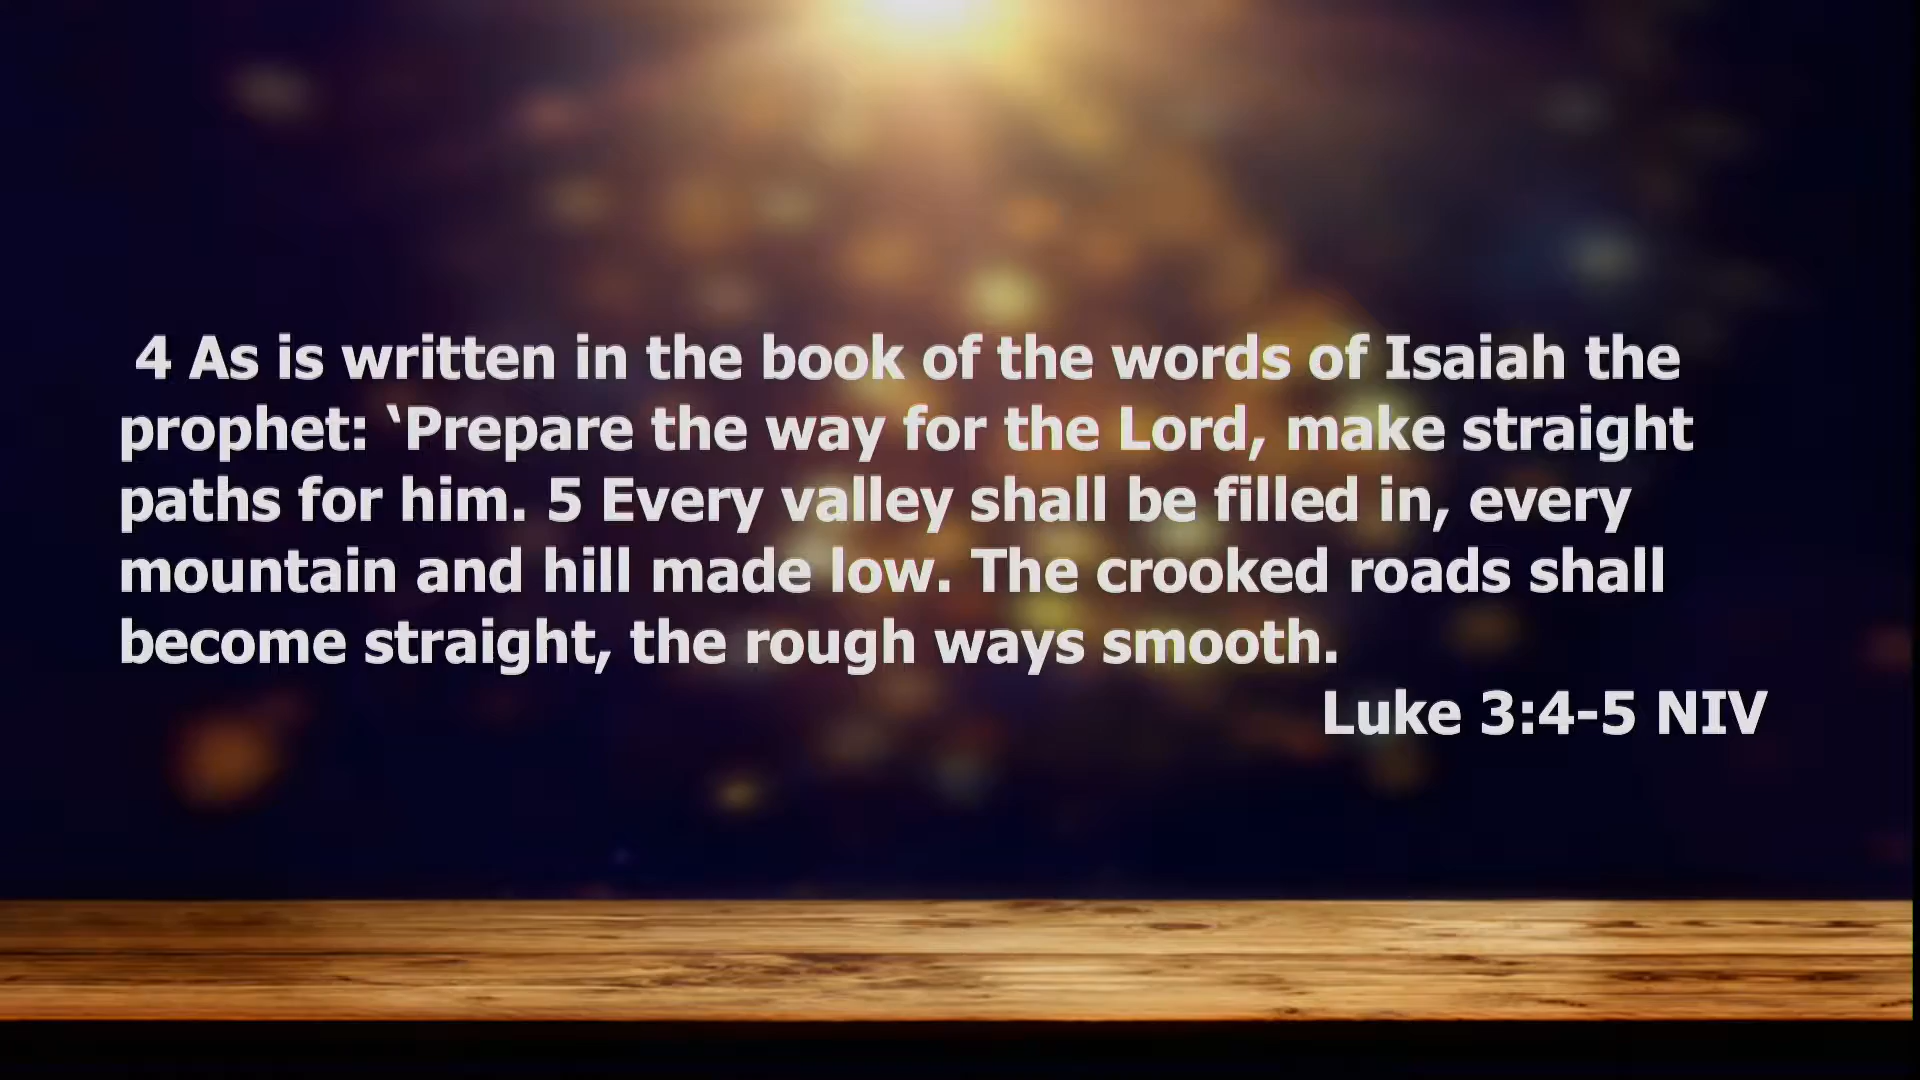 4 As is written in the book of the words of Isaiah the
prophet: ‘Prepare the way for the Lord, make straight
paths for him. 5 Every valley shall be filled in, every
mountain and hill made low. The crooked roads shall
become straight, the rough ways smooth.
Luke 3:4-5 NIV